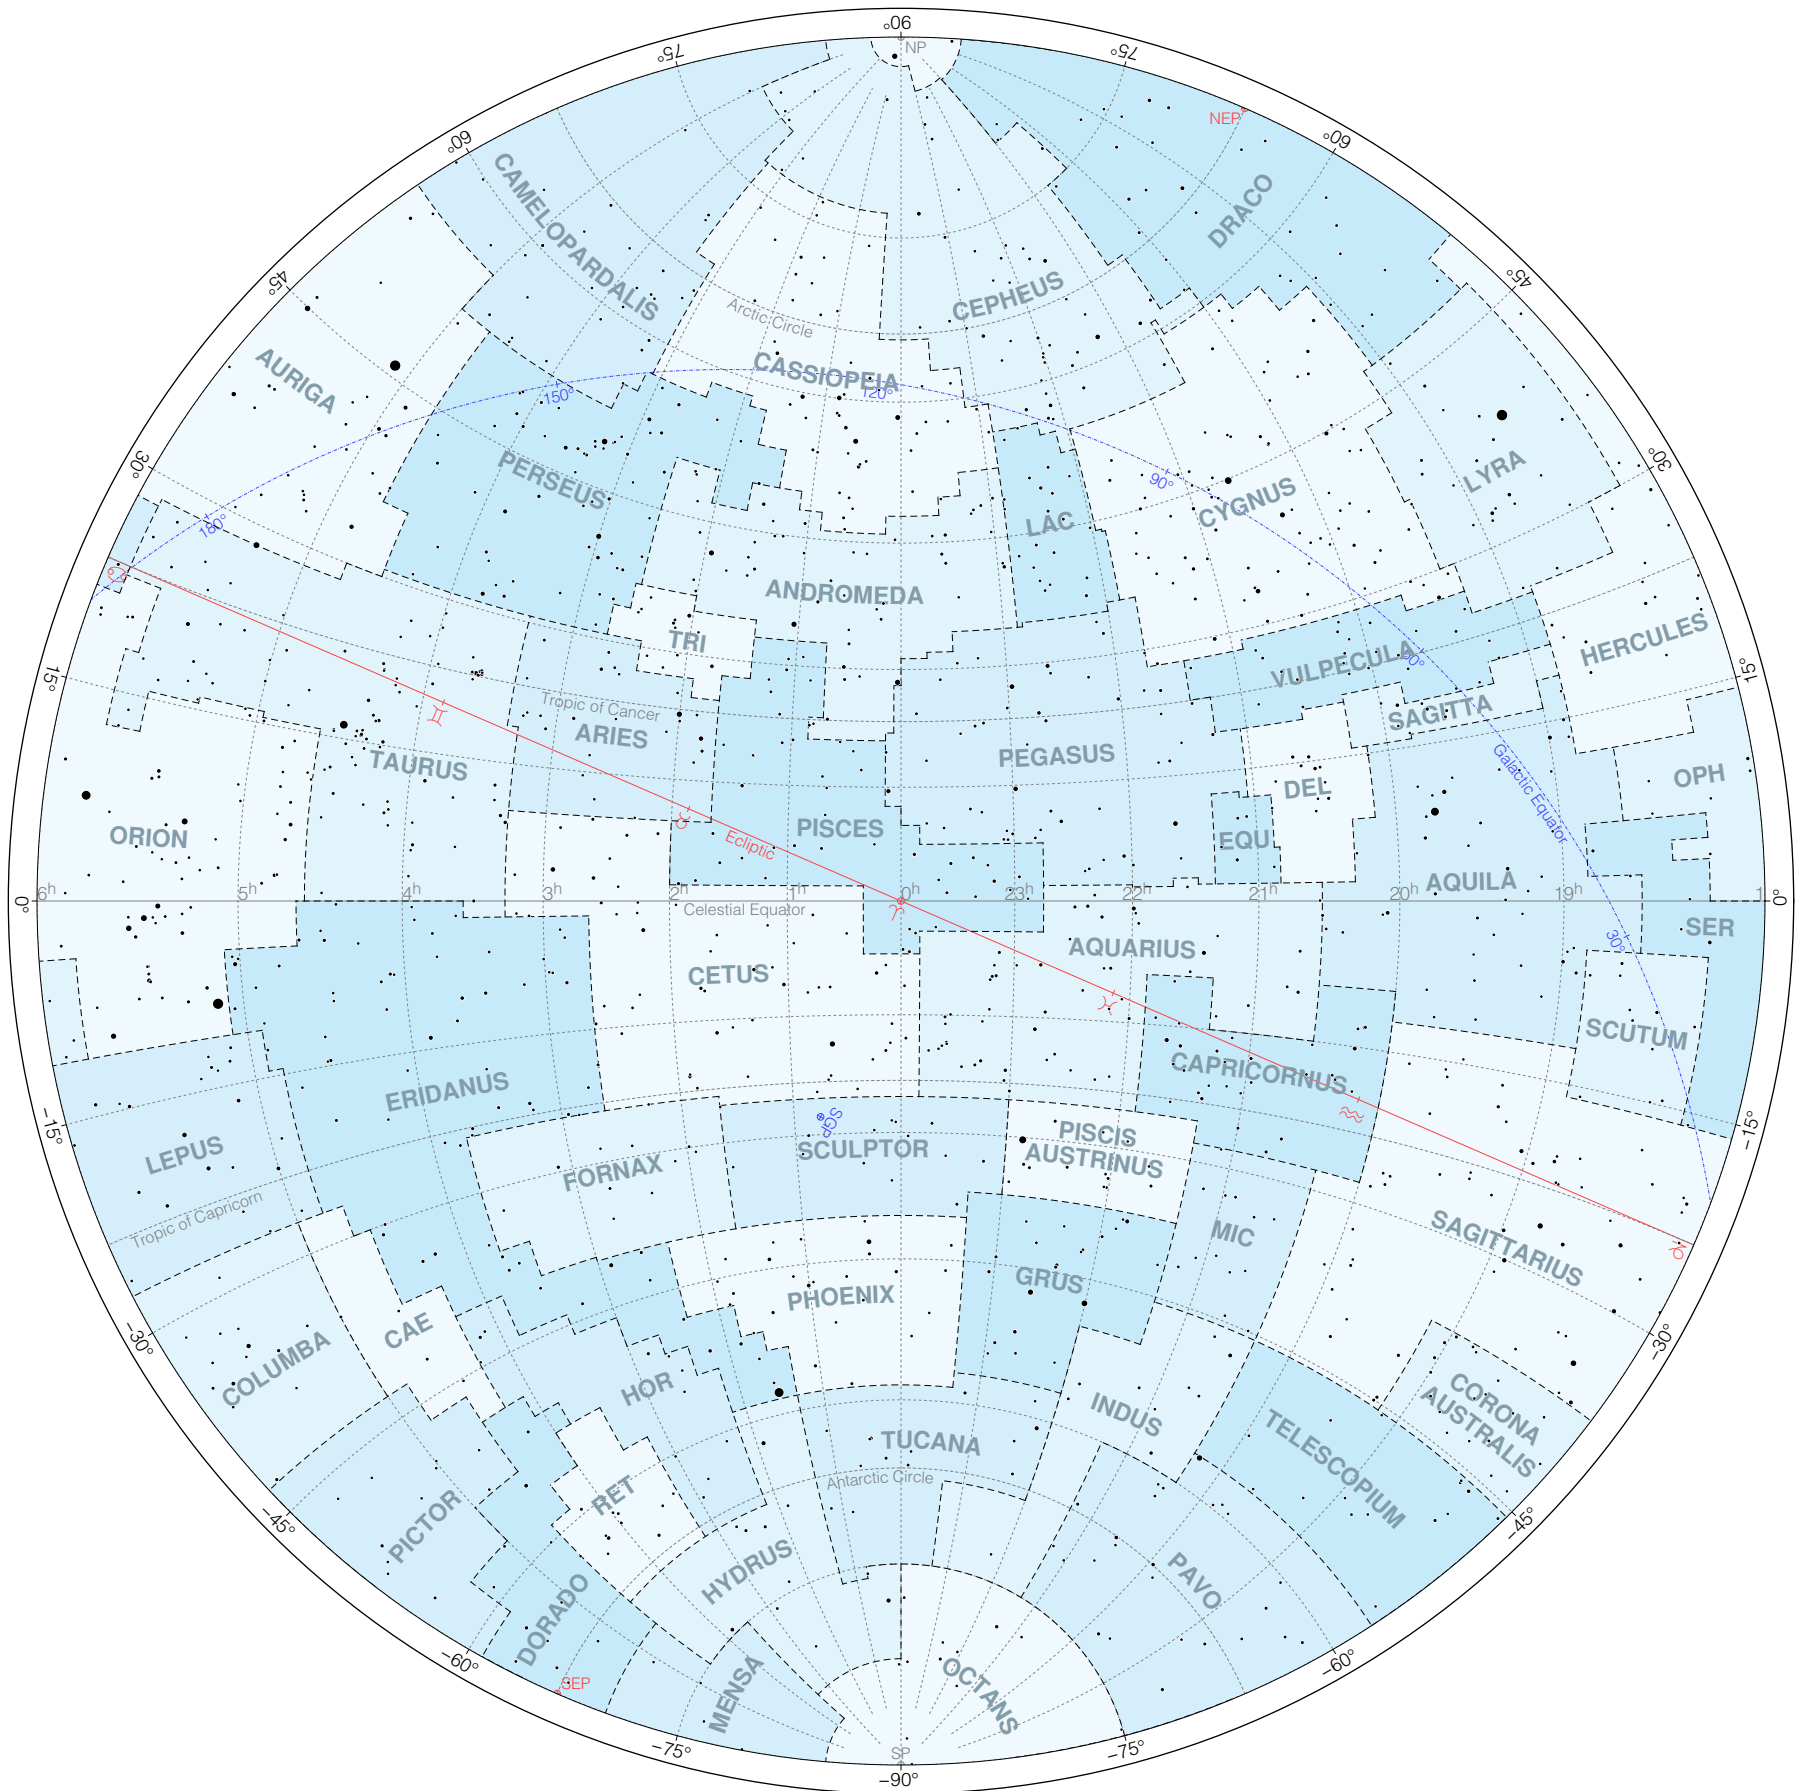 90°
NP
75°
75°
NEP
60°
60°
CAMELOPARDALIS
DRACO
45°
45°
CEPHEUS
Arctic Circle
AURIGA
CASSIOPEIA
150°
120°
30°
30°
PERSEUS
LYRA
90°
CYGNUS
LAC
180°
♋
ANDROMEDA
TRI
HERCULES
VULPECULA
60°
15°
15°
Tropic of Cancer
♊
SAGITTA
ARIES
PEGASUS
TAURUS
Galactic Equator
OPH
DEL
♉
PISCES
Ecliptic
ORION
EQU
AQUILA
0°
6h
5h
4h
3h
2h
1h
0h
23h
22h
21h
20h
19h
1
0°
Celestial Equator
♈
SER
30°
AQUARIUS
CETUS
♓
SCUTUM
CAPRICORNUS
ERIDANUS
♒
SGP
−15°
−15°
PISCIS
AUSTRINUS
SCULPTOR
LEPUS
FORNAX
Tropic of Capricorn
MIC
SAGITTARIUS
♑
GRUS
PHOENIX
CAE
−30°
−30°
COLUMBA
HOR
INDUS
CORONA
AUSTRALIS
TUCANA
TELESCOPIUM
Antarctic Circle
RET
−45°
−45°
PICTOR
HYDRUS
PAVO
DORADO
−60°
−60°
SEP
MENSA
OCTANS
−75°
−75°
SP
−90°